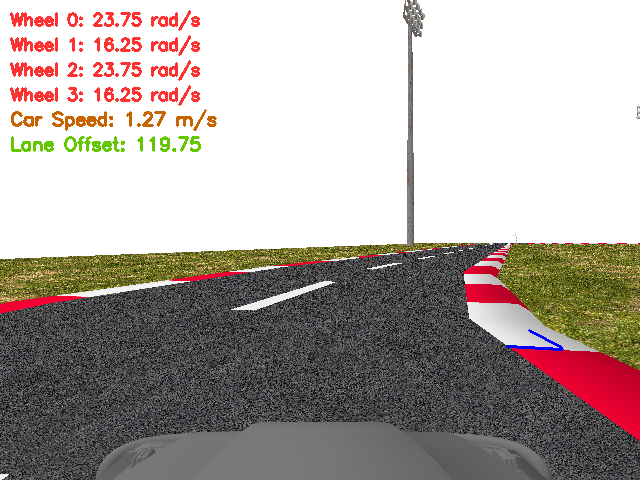 Wheel 0: 23.75 rad/s
Wheel 1: 16.25 rad/s
Wheel 2: 23.75 rad/s
Wheel 3: 16.25 rad/s
Car Speed: 1.27 m/s
Lane Offset: 119.75